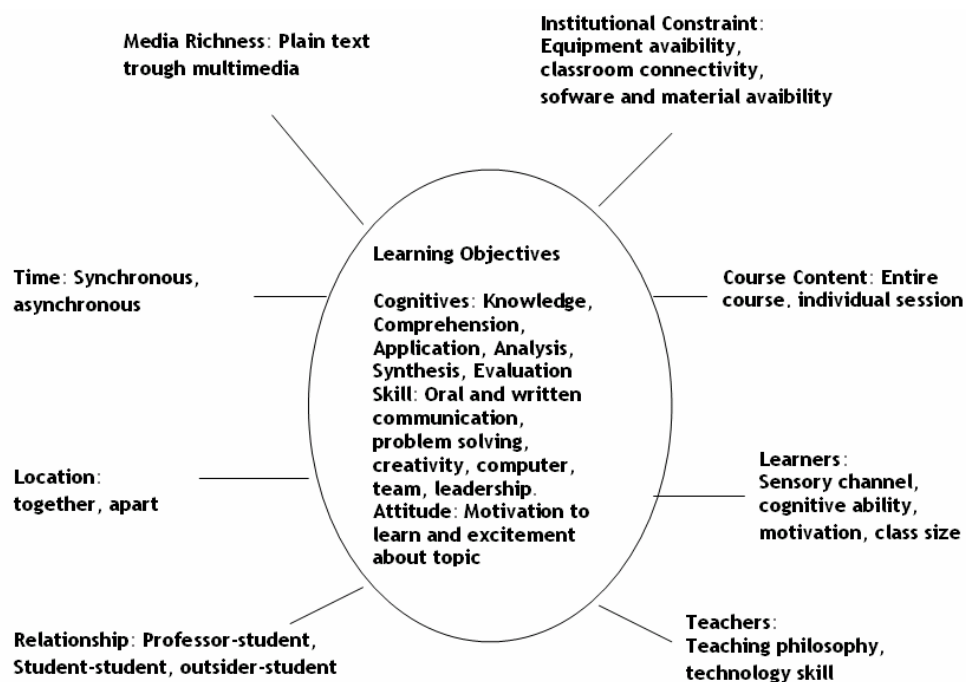 Media Richness: Plain text
trough multimedia
Institutional Constraint:
Equipment avaibility,
classroom connectivity,
sofware and material avaibility
Time: Synchronous,
asynchronous
Learning Objectives
Cognitives: Knowledge,
Comprehension,
Application, Analysis,
Synthesis, Evaluation
Skill: Oral and written
communication,
problem solving,
creativity, computer,
team, leadership.
Attitude: Motivation to
learn and excitement
about topic
Course Content: Entire
course, individual session
Location:
together, apart
Learners:
Sensory channel,
cognitive ability,
motivation, class size
Relationship: Professor-student,
Student-student, outsider-student
Teachers:
Teaching philosophy,
technology skill